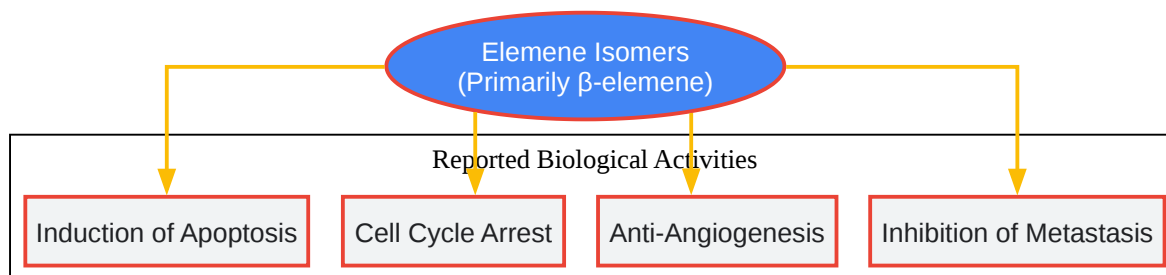 Elemene Isomers
(Primarily β-elemene)
Reported Biological Activities
Induction of Apoptosis
Cell Cycle Arrest
Anti-Angiogenesis
Inhibition of Metastasis